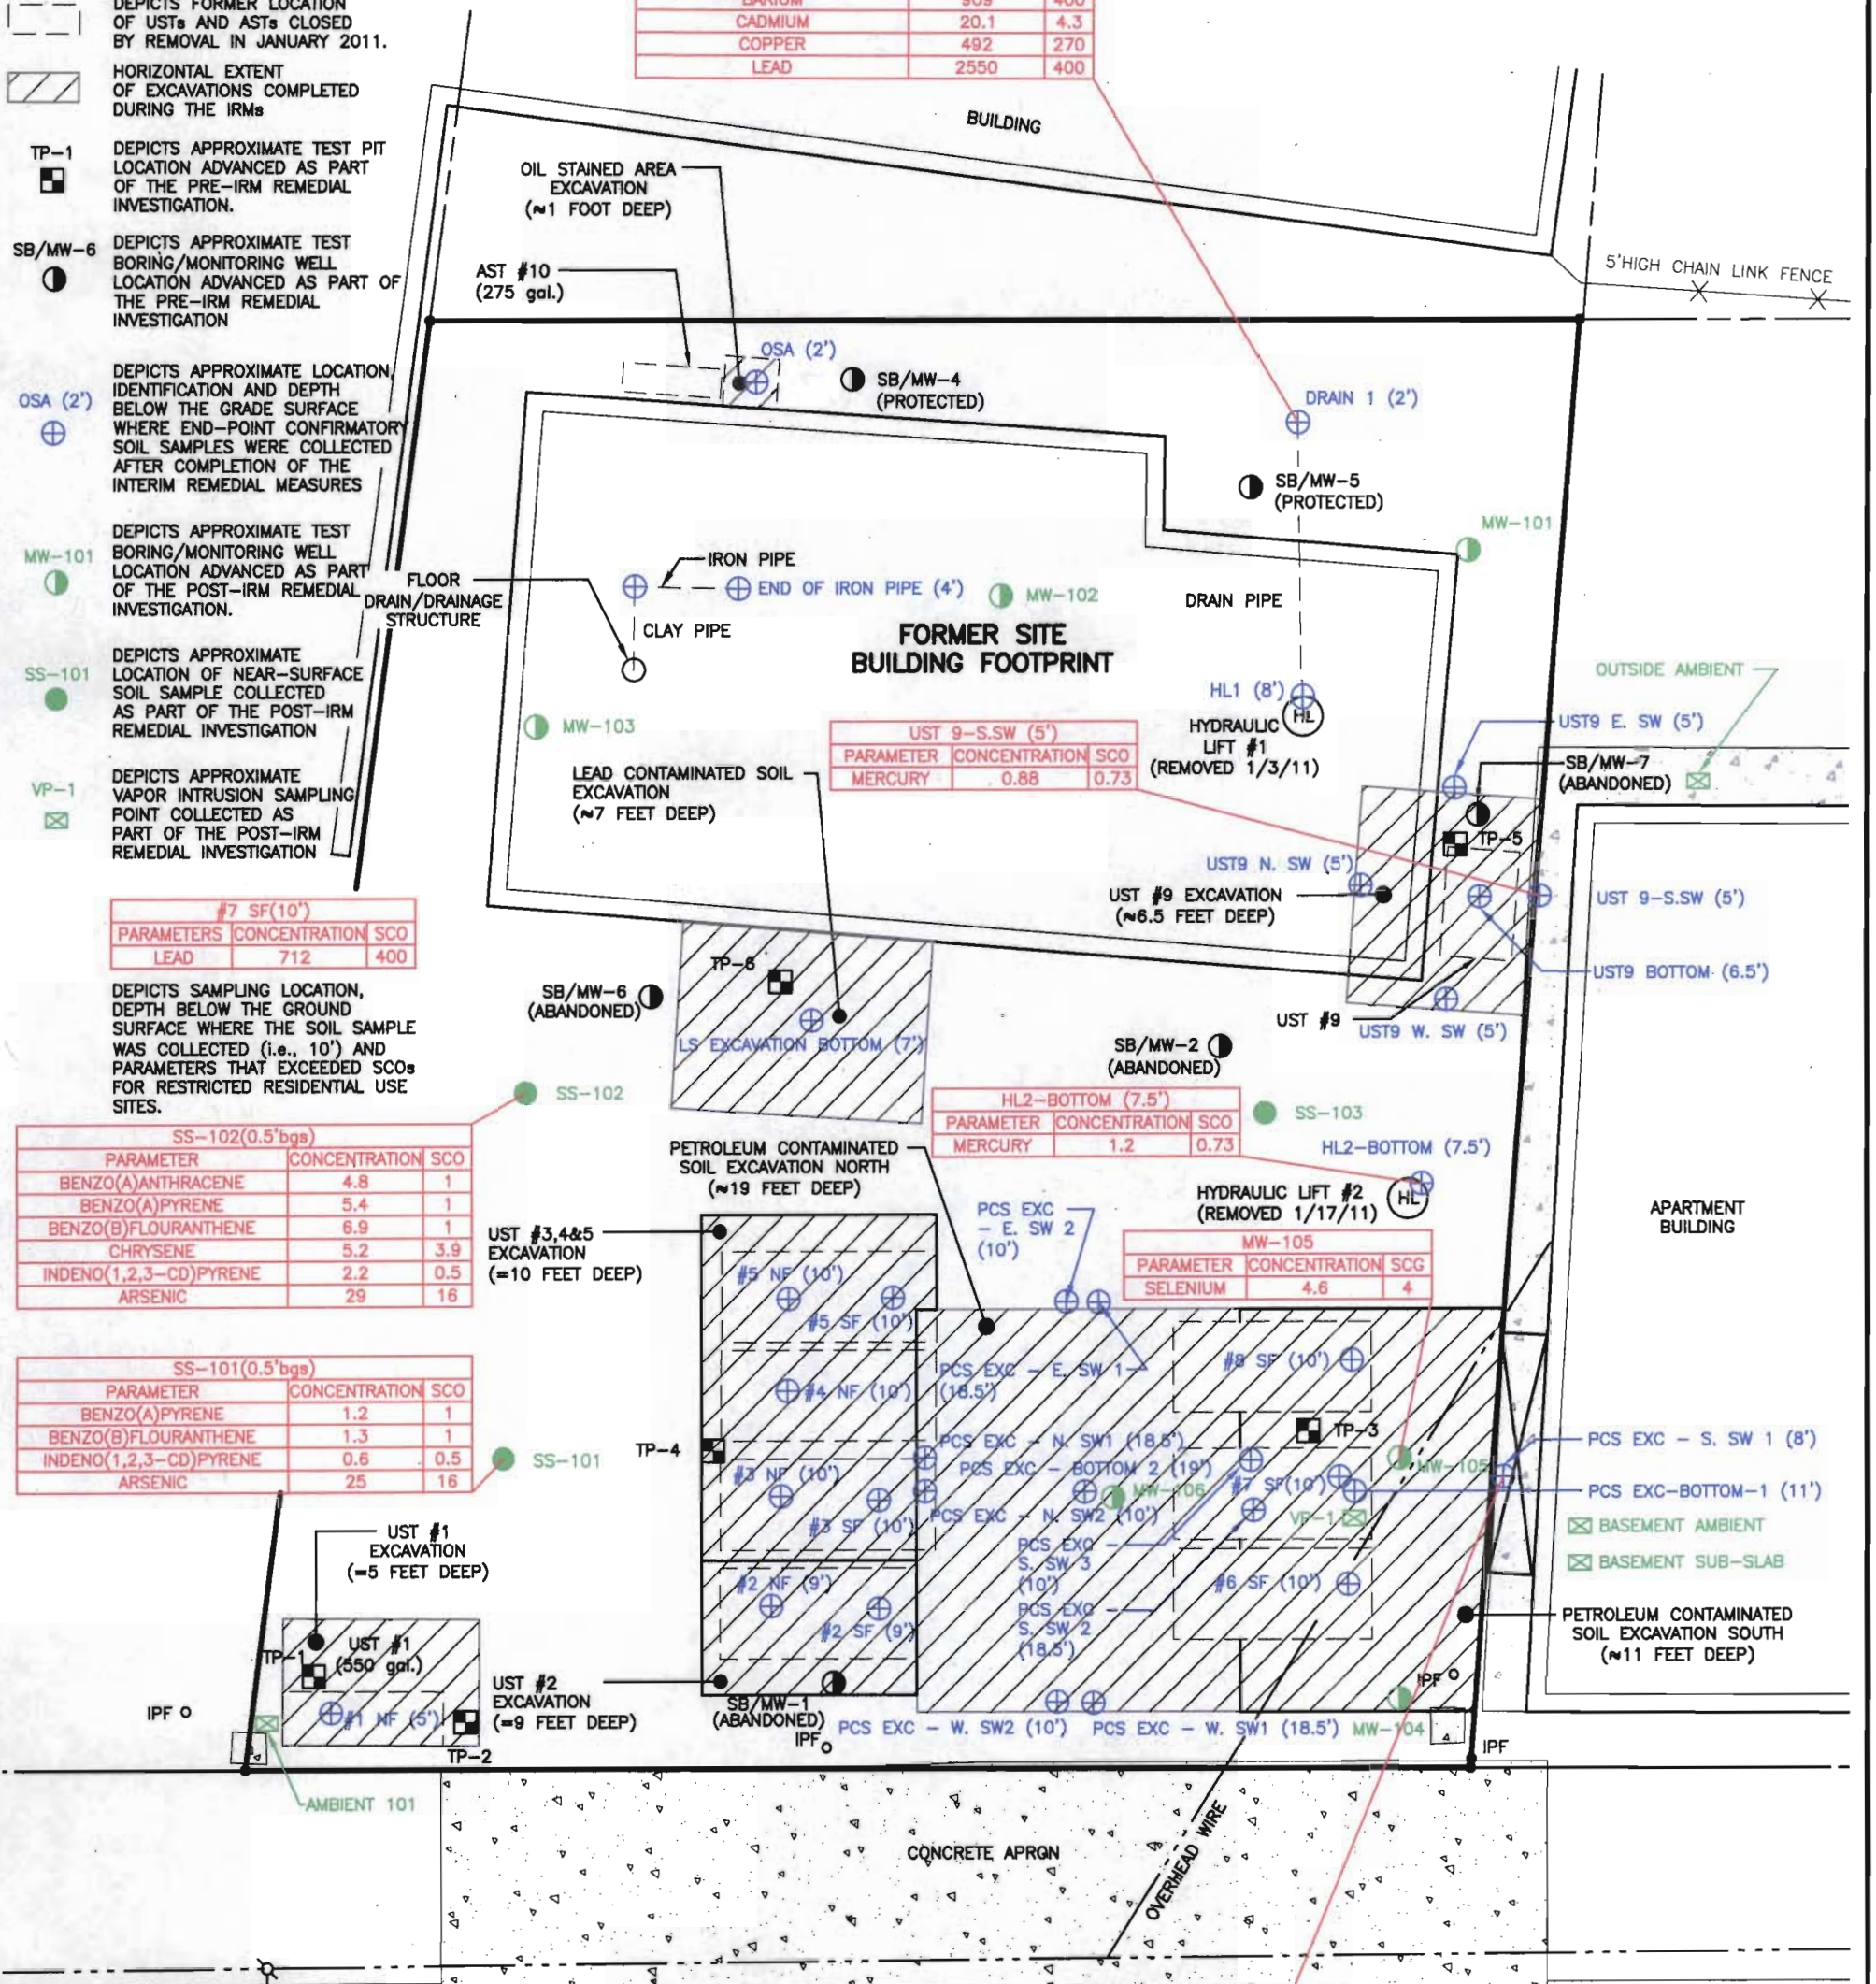 DEPICTS FORMER LOCATION
OF USTs AND ASTs CLOSED
BY REMOVAL IN JANUARY 2011.
HORIZONTAL EXTENT
OF EXCAVATIONS COMPLETED
DURING THE IRMs
TP-1
DEPICTS APPROXIMATE TEST PIT
LOCATION ADVANCED AS PART
OF THE PRE-IRM REMEDIAL
INVESTIGATION.
SB/MW-6
DEPICTS APPROXIMATE TEST
BORING/MONITORING WELL
LOCATION ADVANCED AS PART OF
THE PRE-IRM REMEDIAL
INVESTIGATION
OSA (2')
DEPICTS APPROXIMATE LOCATION,
IDENTIFICATION AND DEPTH
BELOW THE GRADE SURFACE
WHERE END-POINT CONFIRMATORY
SOIL SAMPLES WERE COLLECTED
AFTER COMPLETION OF THE
INTERIM REMEDIAL MEASURES
MW-101
DEPICTS APPROXIMATE TEST
BORING/MONITORING WELL
LOCATION ADVANCED AS PART
OF THE POST-IRM REMEDIAL
INVESTIGATION.
SS-101
DEPICTS APPROXIMATE
LOCATION OF NEAR-SURFACE
SOIL SAMPLE COLLECTED
AS PART OF THE POST-IRM
REMEDIAL INVESTIGATION
VP-1
DEPICTS APPROXIMATE
VAPOR INTRUSION SAMPLING
POINT COLLECTED AS
PART OF THE POST-IRM
REMEDIAL INVESTIGATION
#7 SF(10')
PARAMETERS CONCENTRATION SCO
LEAD 712 400
DEPICTS SAMPLING LOCATION,
DEPTH BELOW THE GROUND
SURFACE WHERE THE SOIL SAMPLE
WAS COLLECTED (i.e., 10') AND
PARAMETERS THAT EXCEEDED SCOs
FOR RESTRICTED RESIDENTIAL USE
SITES.
SS-102(0.5'bgs)
PARAMETER CONCENTRATION SCO
BENZO(A)ANTHRACENE 4.8 1
BENZO(A)PYRENE 5.4 1
BENZO(B)FLOURANTHENE 6.9 1
CHRYSENE 5.2 3.9
INDENO(1,2,3-CD)PYRENE 2.2 0.5
ARSENIC 29 16
SS-101(0.5'bgs)
PARAMETER CONCENTRATION SCO
BENZO(A)PYRENE 1.2 1
BENZO(B)FLOURANTHENE 1.3 1
INDENO(1,2,3-CD)PYRENE 0.6 0.5
ARSENIC 25 16
BARIUM 909 400
CADMIUM 20.1 4.3
COPPER 492 270
LEAD 2550 400
BUILDING
OIL STAINED AREA
EXCAVATION
(≈1 FOOT DEEP)
AST #10
(275 gal.)
5'HIGH CHAIN LINK FENCE
OSA (2')
SB/MW-4
(PROTECTED)
DRAIN 1 (2')
SB/MW-5
(PROTECTED)
MW-101
IRON PIPE
FLOOR
DRAIN/DRAINAGE
STRUCTURE
END OF IRON PIPE (4')
MW-102
DRAIN PIPE
CLAY PIPE
FORMER SITE
BUILDING FOOTPRINT
OUTSIDE AMBIENT
HL1 (8')
HL
HYDRAULIC
LIFT #1
(REMOVED 1/3/11)
UST9 E. SW (5')
MW-103
UST 9-S.SW (5')
PARAMETER CONCENTRATION SCO
MERCURY 0.88 0.73
SB/MW-7
(ABANDONED)
LEAD CONTAMINATED SOIL
EXCAVATION
(≈7 FEET DEEP)
TP-5
UST9 N. SW (5')
UST #9 EXCAVATION
(≈6.5 FEET DEEP)
UST 9-S.SW (5')
UST9 BOTTOM (6.5')
TP-6
SB/MW-6
(ABANDONED)
UST #9
UST9 W. SW (5')
LS EXCAVATION BOTTOM (7')
SB/MW-2
(ABANDONED)
SS-102
HL2-BOTTOM (7.5')
PARAMETER CONCENTRATION SCO
MERCURY 1.2 0.73
SS-103
HL2-BOTTOM (7.5')
PETROLEUM CONTAMINATED
SOIL EXCAVATION NORTH
(≈19 FEET DEEP)
HYDRAULIC LIFT #2
(REMOVED 1/17/11)
HL
APARTMENT
BUILDING
UST #3,4&5
EXCAVATION
(=10 FEET DEEP)
PCS EXC
- E. SW 2
(10')
MW-105
PARAMETER CONCENTRATION SCG
SELENIUM 4.6 4
#5 NF (10')
#5 SF (10')
#4 NF (10')
PCS EXC - E. SW 1
(18.5')
#8 SF (10')
TP-3
TP-4
SS-101
PCS EXC - N. SW1 (18.5')
PCS EXC - BOTTOM 2 (19')
#3 NF (10')
MW-106
#7 SF(10')
MW-105
PCS EXC - S. SW 1 (8')
PCS EXC-BOTTOM-1 (11')
#3 SF (10')
PCS EXC - N. SW2 (10')
VP-1
BASEMENT AMBIENT
BASEMENT SUB-SLAB
PCS EXC
S. SW 3
(10')
UST #1
EXCAVATION
(=5 FEET DEEP)
#2 NF (9')
#2 SF (9')
PCS EXC
S. SW 2
(18.5')
#6 SF (10')
PETROLEUM CONTAMINATED
SOIL EXCAVATION SOUTH
(≈11 FEET DEEP)
TP-1
UST #1
(550 gal.)
#1 NF (5')
TP-2
UST #2
EXCAVATION
(=9 FEET DEEP)
SB/MW-1
(ABANDONED)
IPF
IPF
IPF
IPF
PCS EXC - W. SW2 (10')
PCS EXC - W. SW1 (18.5')
MW-104
AMBIENT 101
CONCRETE APRON
OVERHEAD WIRE